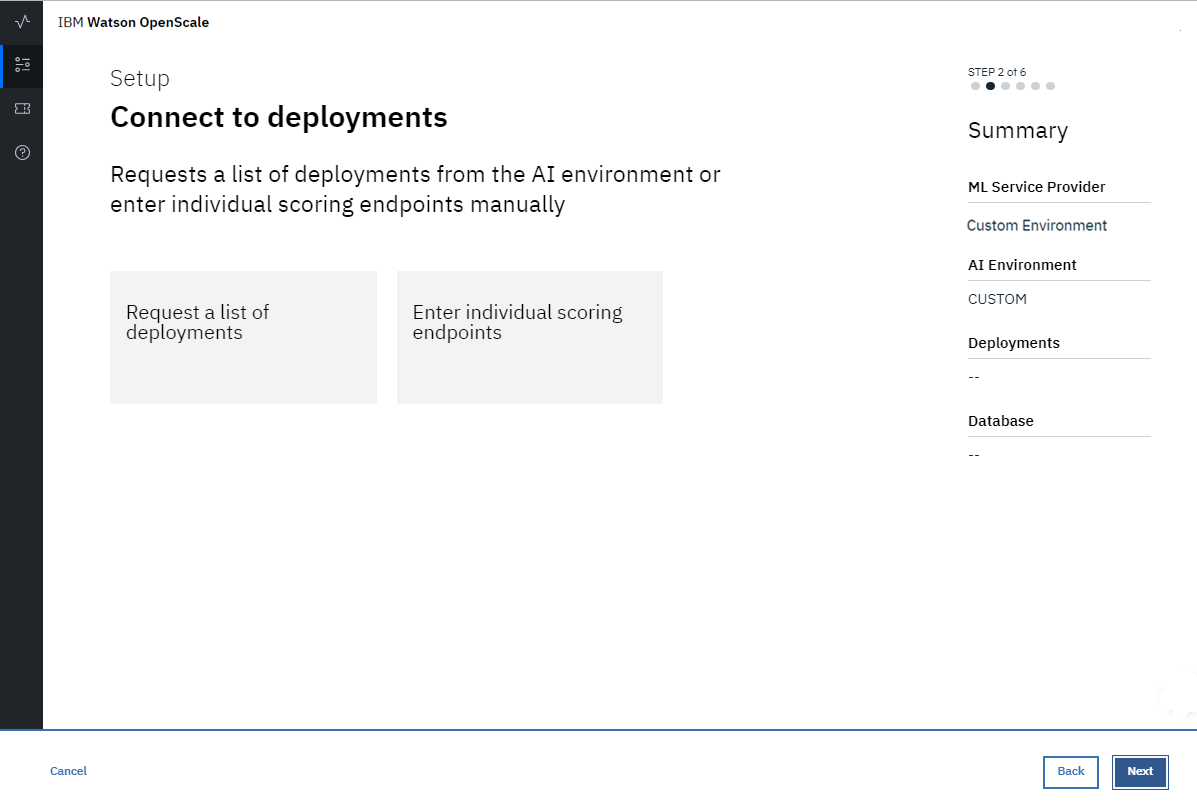 IBM Watson OpenScale
Setup
Connect to deployments
Requests a list of deployments from the AI environment or
enter individual scoring endpoints manually
Request a list of
deployments
Enter individual scoring
endpoints
STEP 2 of 6
Summary
ML Service Provider
Custom Environment
AI Environment
CUSTOM
Deployments
--
Database
--
Cancel
Back
Next